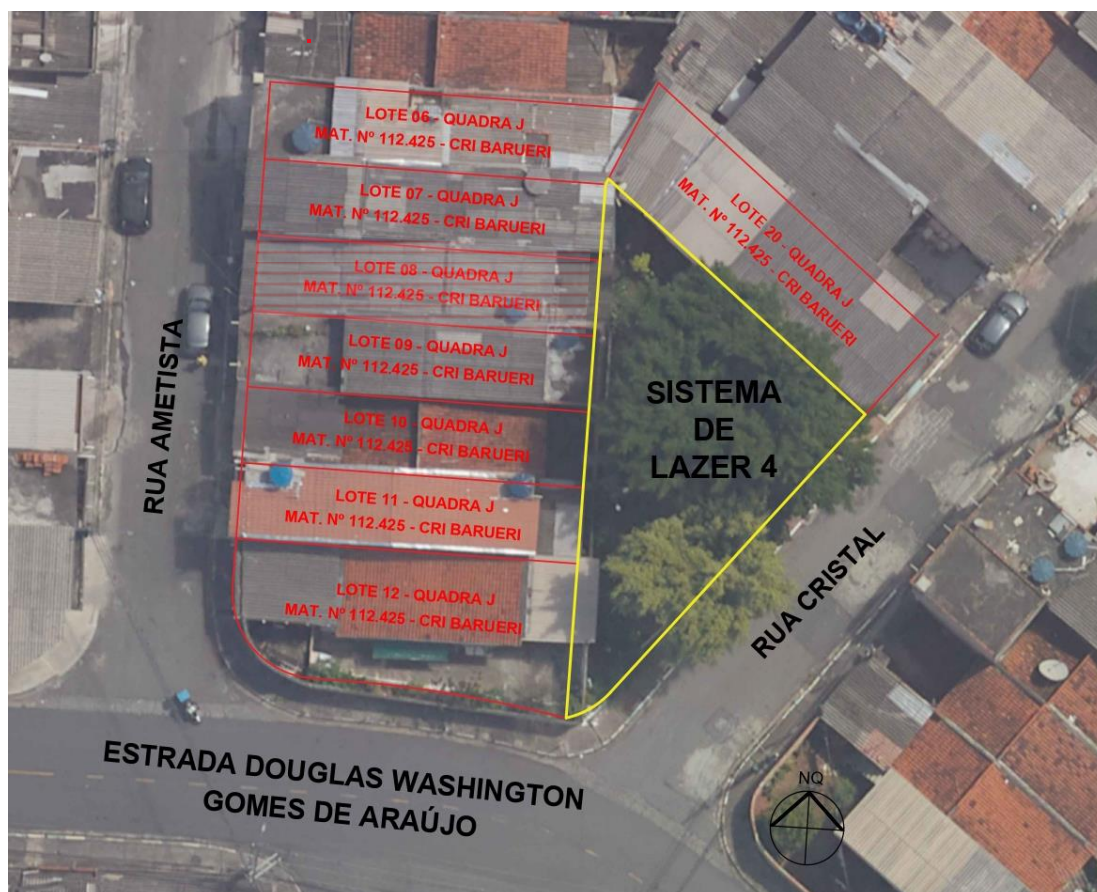 LOTE 06 - QUADRA J
MAT. Nº 112.425 - CRI BARUERI
LOTE 07 - QUADRA J
MAT. Nº 112.425 - CRI BARUERI
LOTE 08 - QUADRA J
MAT. Nº 112.425 - CRI BARUERI
LOTE 09 - QUADRA J
MAT. Nº 112.425 - CRI BARUERI
LOTE 10 - QUADRA J
MAT. Nº 112.425 - CRI BARUERI
LOTE 11 - QUADRA J
MAT. Nº 112.425 - CRI BARUERI
LOTE 12 - QUADRA J
MAT. Nº 112.425 - CRI BARUERI
LOTE 20 - QUADRA J
MAT. Nº 112.425 - CRI BARUERI
SISTEMA
DE
LAZER 4
RUA AMETISTA
RUA CRISTAL
ESTRADA DOUGLAS WASHINGTON
GOMES DE ARAÚJO
NQ